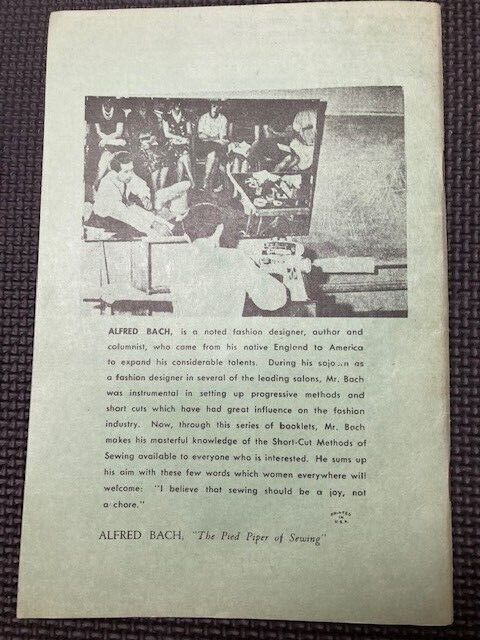 ALFRED BACH, is a noted fashion designer, author and
columnist, who came from his native England to America
to expand his considerable talents. During his sojourn as
a fashion designer in several of the leading salons, Mr. Bach
was instrumental in setting up progressive methods and
short cuts which have had great influence on the fashion
industry. Now, through this series of booklets, Mr. Bach
makes his masterful knowledge of the Short-Cut Methods of
Sewing available to everyone who is interested. He sums up
his aim with these few words which women everywhere will
welcome: "I believe that sewing should be a joy, not
a chore."
PRINTED
IN
U.S.A.
ALFRED BACH, "The Pied Piper of Sewing"